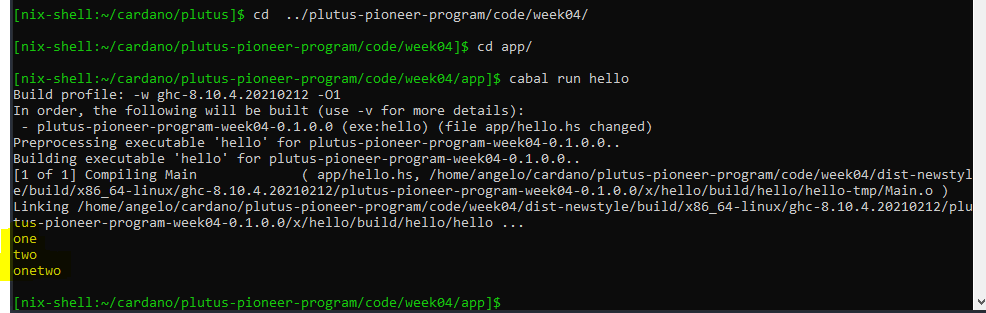 [nix-shell:~/cardano/plutus]$ cd  ../plutus-pioneer-program/code/week04/
[nix-shell:~/cardano/plutus-pioneer-program/code/week04]$ cd app/
[nix-shell:~/cardano/plutus-pioneer-program/code/week04/app]$ cabal run hello
Build profile: -w ghc-8.10.4.20210212 -O1
In order, the following will be built (use -v for more details):
 - plutus-pioneer-program-week04-0.1.0.0 (exe:hello) (file app/hello.hs changed)
Preprocessing executable 'hello' for plutus-pioneer-program-week04-0.1.0.0..
Building executable 'hello' for plutus-pioneer-program-week04-0.1.0.0..
[1 of 1] Compiling Main             ( app/hello.hs, /home/angelo/cardano/plutus-pioneer-program/code/week04/dist-newstyl
e/build/x86_64-linux/ghc-8.10.4.20210212/plutus-pioneer-program-week04-0.1.0.0/x/hello/build/hello/hello-tmp/Main.o )
Linking /home/angelo/cardano/plutus-pioneer-program/code/week04/dist-newstyle/build/x86_64-linux/ghc-8.10.4.20210212/plu
tus-pioneer-program-week04-0.1.0.0/x/hello/build/hello/hello ...
one
two
onetwo
[nix-shell:~/cardano/plutus-pioneer-program/code/week04/app]$